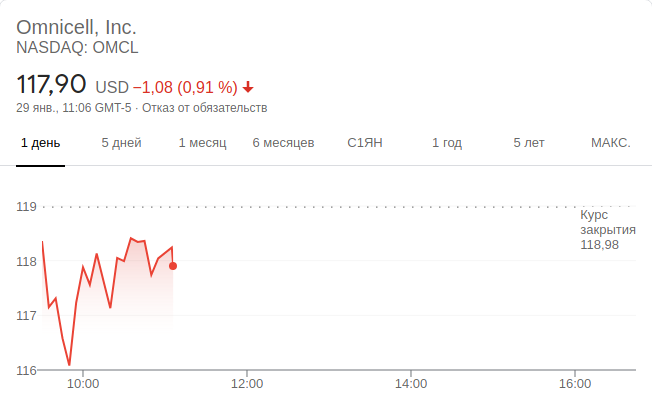 Omnicell, Inc.
NASDAQ: OMCL
117,90 USD −1,08 (0,91 %)
29 янв., 11:06 GMT-5 · Отказ от обязательств
1 день 5 дней 1 месяц 6 месяцев С1ЯН 1 год 5 лет МАКС.
119
Курс
закрытия
118,98
118
117
116
10:00 12:00 14:00 16:00